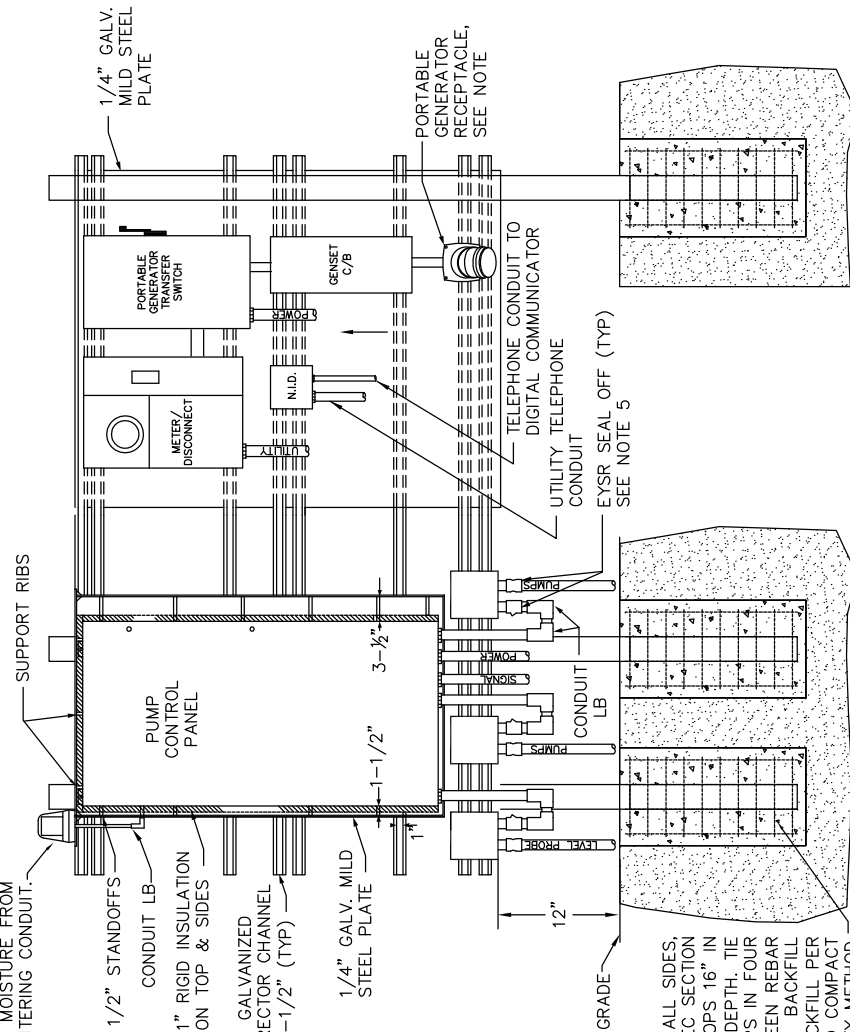 MOISTURE FROM
TERING CONDUIT.
SUPPORT RIBS
1/4" GALV.
MILD STEEL
PLATE
1/2" STANDOFFS
CONDUIT LB
1" RIGID INSULATION
ON TOP & SIDES
GALVANIZED
RECTOR CHANNEL
-1/2" (TYP)
1/4" GALV. MILD
STEEL PLATE
PUMP
CONTROL
PANEL
3-½"
1-1/2"
1"
METER/
DISCONNECT
UTILITY
PORTABLE
GENERATOR
TRANSFER
SWITCH
POWER
GENSET
C/B
N.I.D.
PORTABLE
GENERATOR
RECEPTACLE,
SEE NOTE
TELEPHONE CONDUIT TO
DIGITAL COMMUNICATOR
UTILITY TELEPHONE
CONDUIT
EYSR SEAL OFF (TYP)
SEE NOTE 5
LEVEL PROBE
PUMPS
SIGNAL
POWER
PUMPS
CONDUIT
LB
12"
GRADE
ALL SIDES,
EC SECTION
OPS 16" IN
DEPTH. TIE
PS IN FOUR
EEN REBAR
BACKFILL
CKFILL PER
COMPACT
METHOD